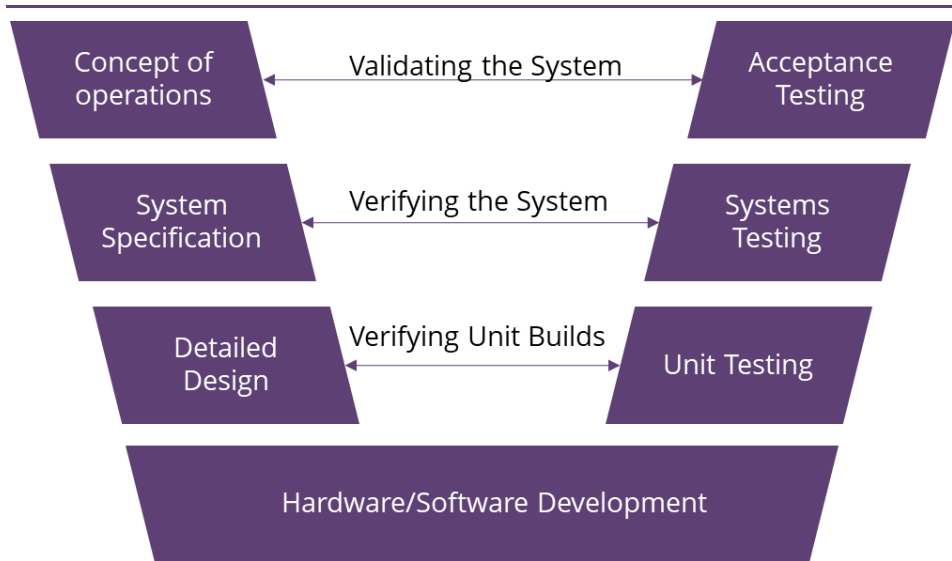 Concept of
operations
Validating the System
Acceptance
Testing
System
Specification
Verifying the System
Systems
Testing
Detailed
Design
Verifying Unit Builds
Unit Testing
Hardware/Software Development